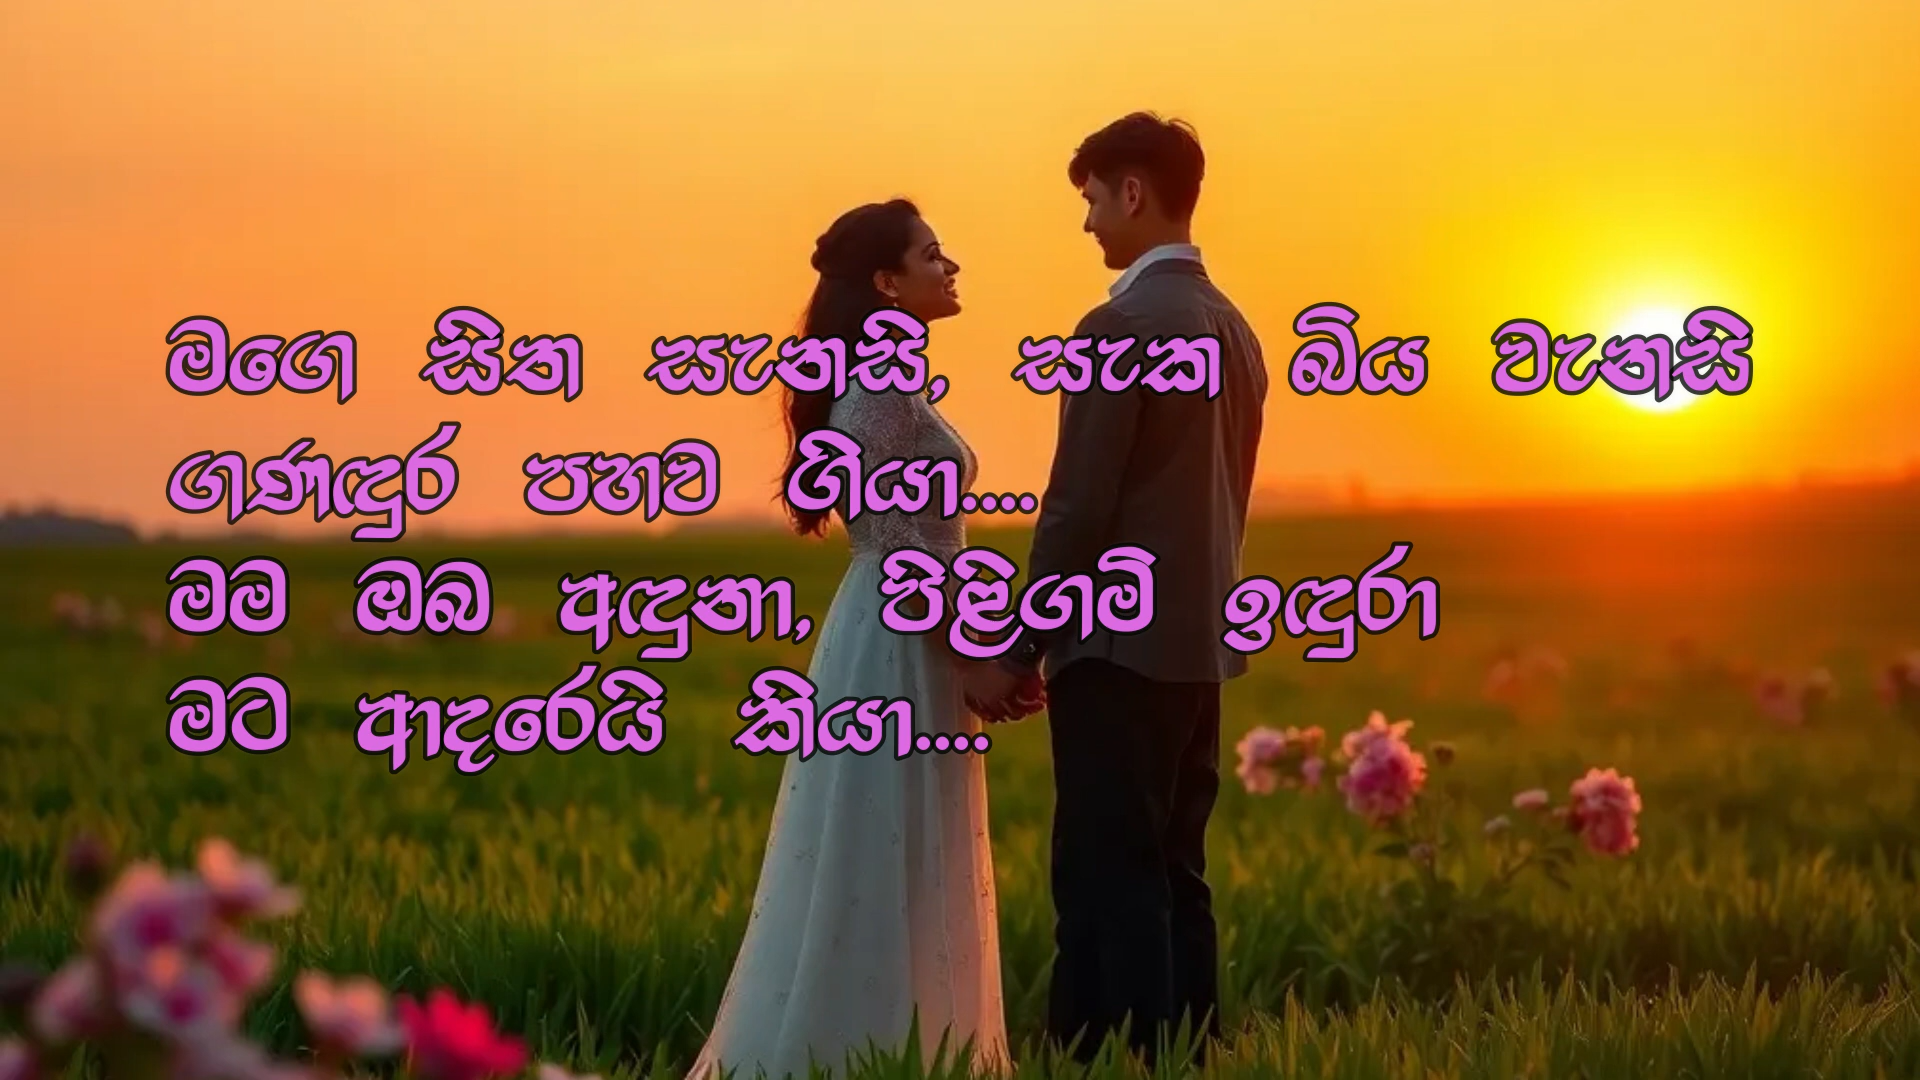 මගෙ සිත සැනසි, සැක බිය වැනසි
ගණඳුර පහව ගියා....
මම ඔබ අඳුනා, පිළිගමි ඉඳුරා
මට ආදරෙයි කියා....